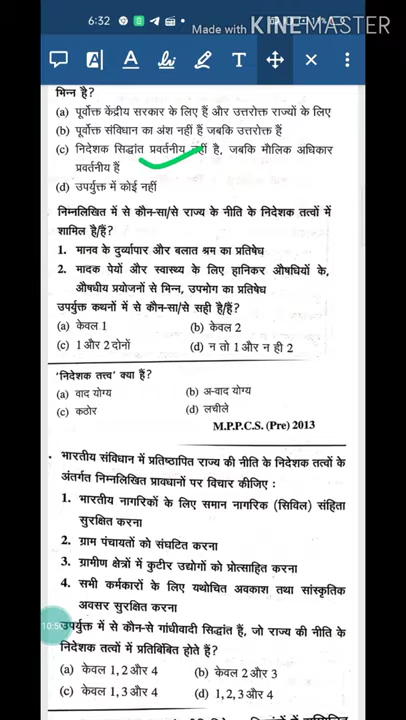 6:32
Made with KINEMASTER
भिन्न है?
(a) पूर्वोक्त केंद्रीय सरकार के लिए हैं और उत्तरोक्त राज्यों के लिए
(b) पूर्वोक्त संविधान का अंश नहीं हैं जबकि उत्तरोक्त हैं
(c) निदेशक सिद्धांत प्रवर्तनीय नहीं है, जबकि मौलिक अधिकार
प्रवर्तनीय हैं
(d) उपर्युक्त में कोई नहीं
निम्नलिखित में से कौन-सा/से राज्य के नीति के निदेशक तत्वों में
शामिल है/हैं?
1. मानव के दुर्व्यापार और बलात श्रम का प्रतिषेध
2. मादक पेयों और स्वास्थ्य के लिए हानिकर औषधियों के,
औषधीय प्रयोजनों से भिन्न, उपभोग का प्रतिषेध
उपर्युक्त कथनों में से कौन-सा/से सही है/हैं?
(a) केवल 1 (b) केवल 2
(c) 1 और 2 दोनों (d) न तो 1 और न ही 2
'निदेशक तत्त्व' क्या हैं?
(a) वाद योग्य (b) अ-वाद योग्य
(c) कठोर (d) लचीले
M.P.P.C.S. (Pre) 2013
भारतीय संविधान में प्रतिष्ठापित राज्य की नीति के निदेशक तत्वों के
अंतर्गत निम्नलिखित प्रावधानों पर विचार कीजिए :
1. भारतीय नागरिकों के लिए समान नागरिक (सिविल) संहिता
सुरक्षित करना
2. ग्राम पंचायतों को संघटित करना
3. ग्रामीण क्षेत्रों में कुटीर उद्योगों को प्रोत्साहित करना
4. सभी कर्मकारों के लिए यथोचित अवकाश तथा सांस्कृतिक
अवसर सुरक्षित करना
10:50
उपर्युक्त में से कौन-से गांधीवादी सिद्धांत हैं, जो राज्य की नीति के
निदेशक तत्वों में प्रतिबिंबित होते हैं?
(a) केवल 1, 2 और 4 (b) केवल 2 और 3
(c) केवल 1, 3 और 4 (d) 1, 2, 3 और 4